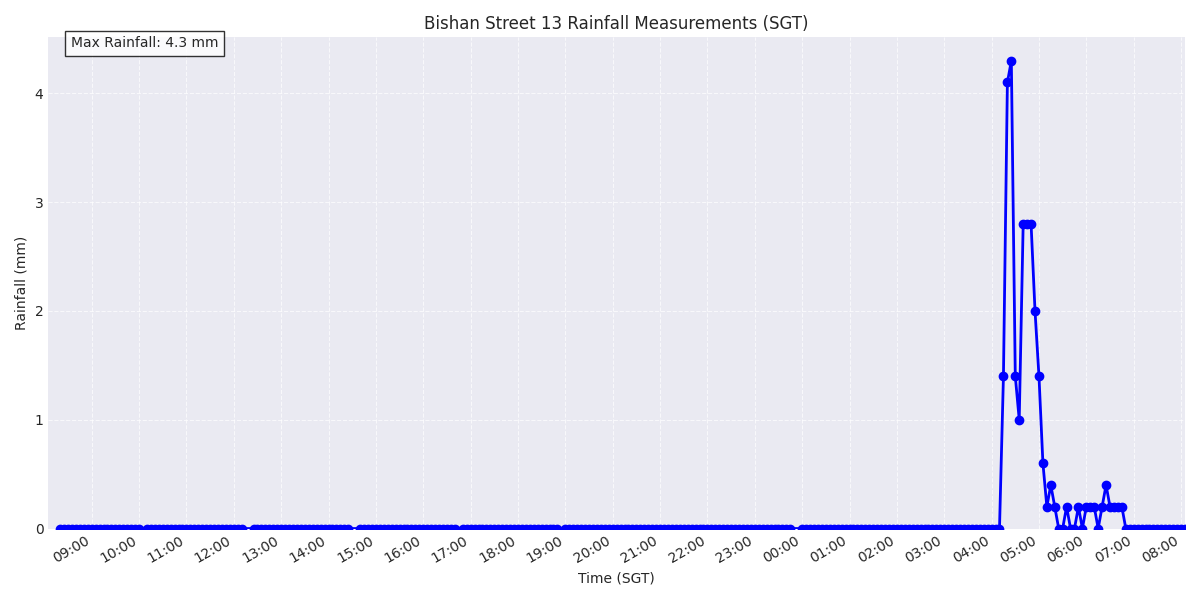 Bishan Street 13 Rainfall Measurements (SGT)
Max Rainfall: 4.3 mm
4
3
2
1
0
Rainfall (mm)
09:00 10:00 11:00 12:00 13:00 14:00 15:00 16:00 17:00 18:00 19:00 20:00 21:00 22:00 23:00 00:00 01:00 02:00 03:00 04:00 05:00 06:00 07:00 08:00
Time (SGT)